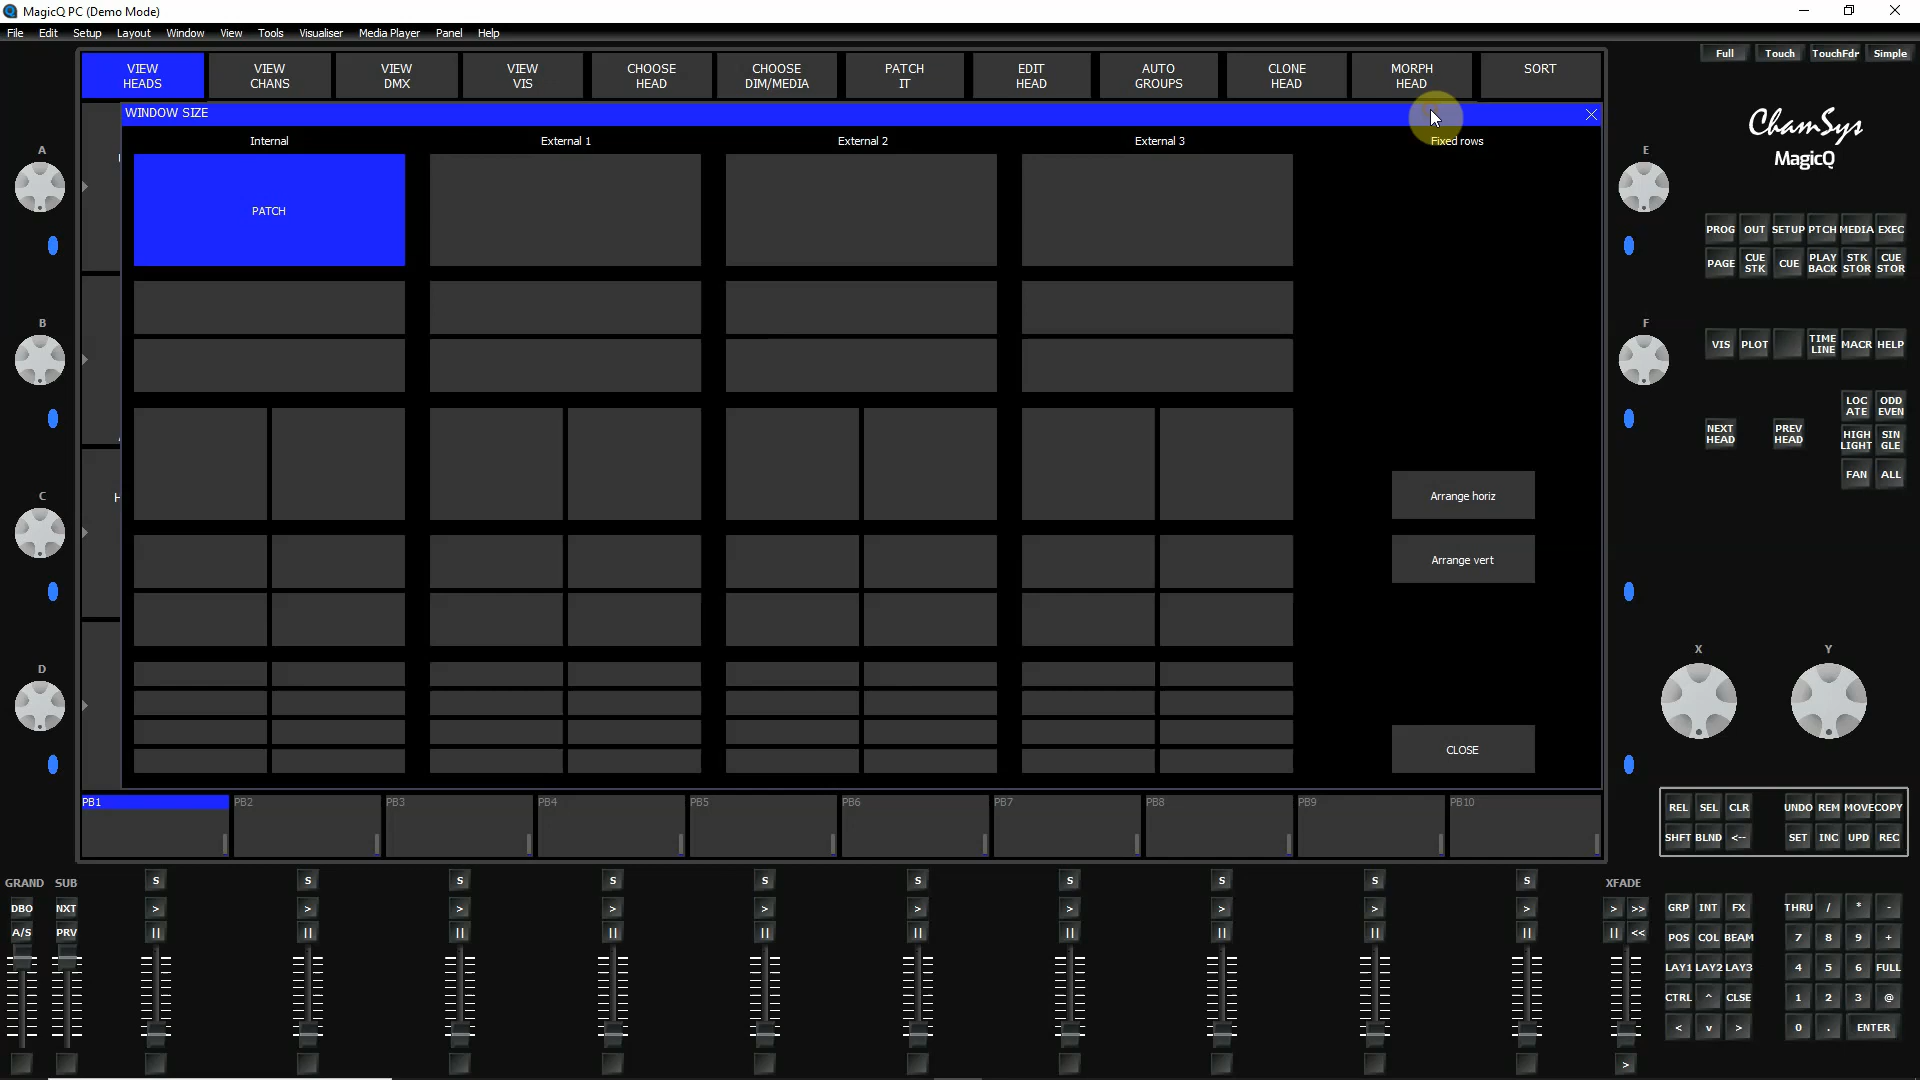 MagicQ PC (Demo Mode)
File Edit Setup Layout Window View Tools Visualiser Media Player Panel Help
Full Touch TouchFdr Simple
VIEW HEADS
VIEW CHANS
VIEW DMX
VIEW VIS
CHOOSE HEAD
CHOOSE DIM/MEDIA
PATCH IT
EDIT HEAD
AUTO GROUPS
CLONE HEAD
MORPH HEAD
SORT
WINDOW SIZE
Internal External 1 External 2 External 3 Fixed rows
PATCH
Arrange horiz
Arrange vert
CLOSE
A
B
C
D
E
F
ChamSys
MagicQ
PROG OUT SETUP PTCH MEDIA EXEC
PAGE CUE STK CUE PLAY BACK STK STOR CUE STOR
VIS PLOT TIME LINE MACR HELP
LOC ATE ODD EVEN
NEXT HEAD PREV HEAD HIGH LIGHT SIN GLE
FAN ALL
X Y
PB1 PB2 PB3 PB4 PB5 PB6 PB7 PB8 PB9 PB10
REL SEL CLR UNDO REM MOVE COPY
SHFT BLND <-- SET INC UPD REC
GRAND SUB S S S S S S S S S S XFADE
DBO NXT > > > > > > > > > > > >> GRP INT FX THRU / * -
A/S PRV || || || || || || || || || || || << POS COL BEAM 7 8 9 +
LAY1 LAY2 LAY3 4 5 6 FULL
CTRL ^ CLSE 1 2 3 @
< v > 0 . ENTER
>